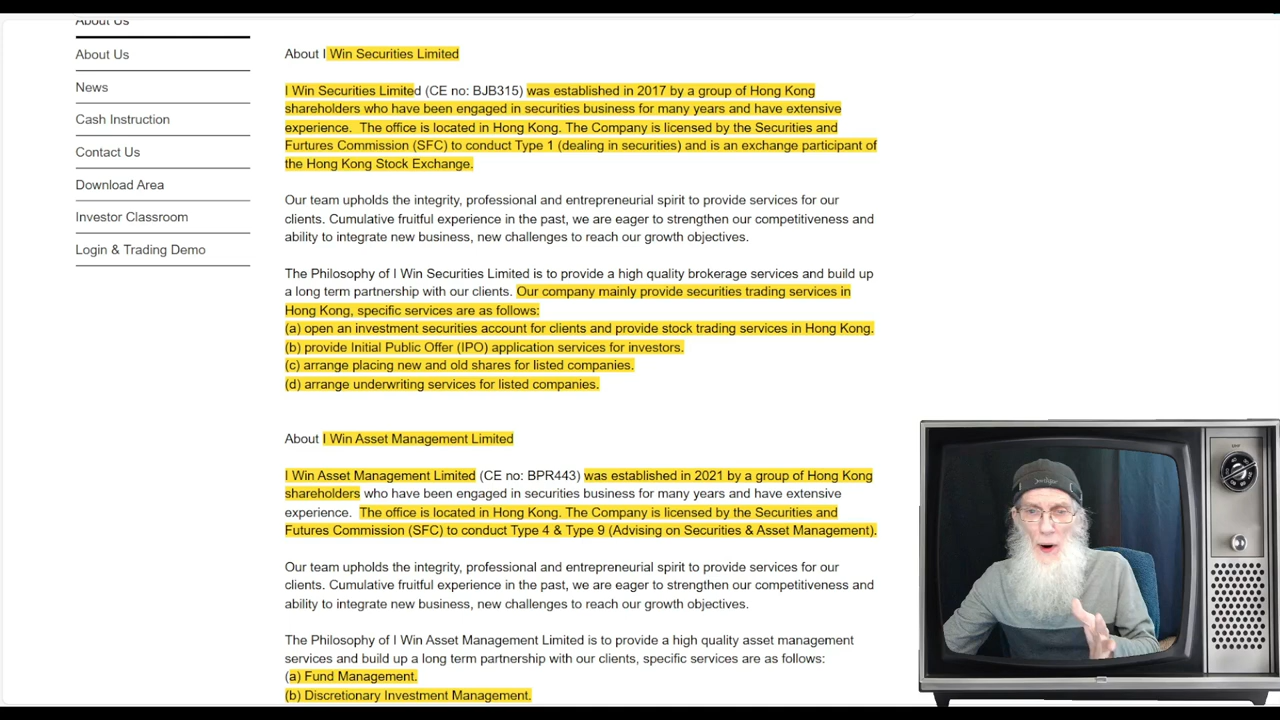 About Us
About Us
News
Cash Instruction
Contact Us
Download Area
Investor Classroom
Login & Trading Demo
About I Win Securities Limited
I Win Securities Limited (CE no: BJB315) was established in 2017 by a group of Hong Kong
shareholders who have been engaged in securities business for many years and have extensive
experience. The office is located in Hong Kong. The Company is licensed by the Securities and
Furtures Commission (SFC) to conduct Type 1 (dealing in securities) and is an exchange participant of
the Hong Kong Stock Exchange.
Our team upholds the integrity, professional and entrepreneurial spirit to provide services for our
clients. Cumulative fruitful experience in the past, we are eager to strengthen our competitiveness and
ability to integrate new business, new challenges to reach our growth objectives.
The Philosophy of I Win Securities Limited is to provide a high quality brokerage services and build up
a long term partnership with our clients. Our company mainly provide securities trading services in
Hong Kong, specific services are as follows:
(a) open an investment securities account for clients and provide stock trading services in Hong Kong.
(b) provide Initial Public Offer (IPO) application services for investors.
(c) arrange placing new and old shares for listed companies.
(d) arrange underwriting services for listed companies.
About I Win Asset Management Limited
I Win Asset Management Limited (CE no: BPR443) was established in 2021 by a group of Hong Kong
shareholders who have been engaged in securities business for many years and have extensive
experience. The office is located in Hong Kong. The Company is licensed by the Securities and
Futures Commission (SFC) to conduct Type 4 & Type 9 (Advising on Securities & Asset Management).
Our team upholds the integrity, professional and entrepreneurial spirit to provide services for our
clients. Cumulative fruitful experience in the past, we are eager to strengthen our competitiveness and
ability to integrate new business, new challenges to reach our growth objectives.
The Philosophy of I Win Asset Management Limited is to provide a high quality asset management
services and build up a long term partnership with our clients, specific services are as follows:
(a) Fund Management.
(b) Discretionary Investment Management.